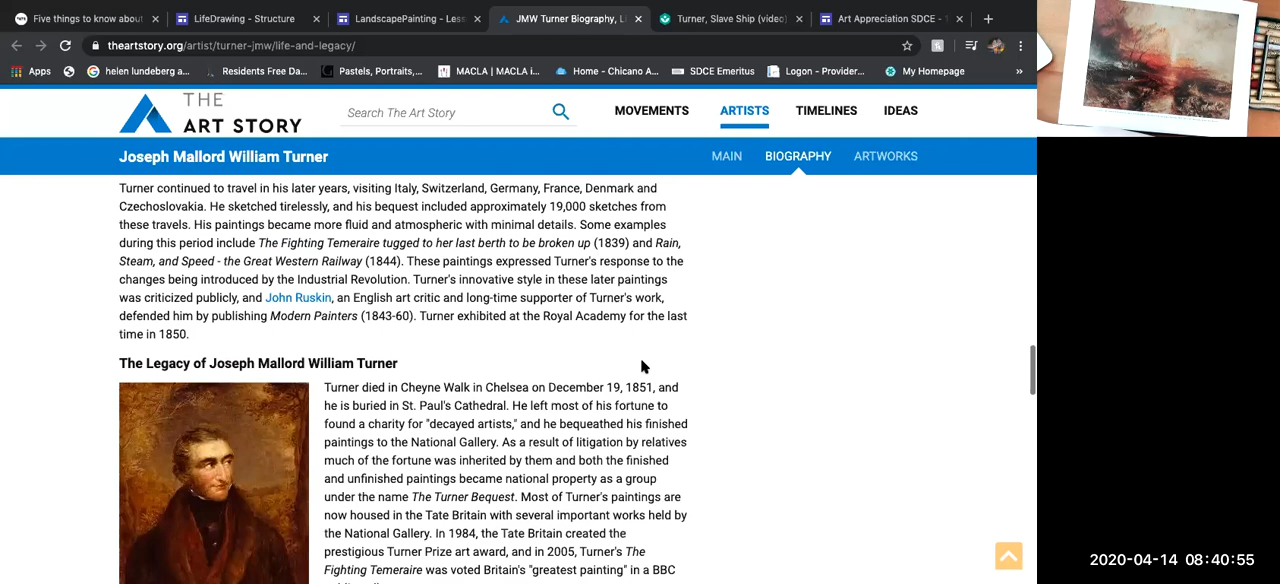 Five things to know about
LifeDrawing - Structure
LandscapePainting - Les
JMW Turner Biography, Li
Turner, Slave Ship (video)
Art Appreciation SDCE -
theartstory.org/artist/turner-jmw/life-and-legacy/
Apps
helen lundeberg a...
Residents Free Da...
Pastels, Portraits,...
MACLA | MACLA i...
Home - Chicano A...
SDCE Emeritus
Logon - Provider...
My Homepage
»
THE
ART STORY
Search The Art Story
MOVEMENTS
ARTISTS
TIMELINES
IDEAS
Joseph Mallord William Turner
MAIN
BIOGRAPHY
ARTWORKS
Turner continued to travel in his later years, visiting Italy, Switzerland, Germany, France, Denmark and
Czechoslovakia. He sketched tirelessly, and his bequest included approximately 19,000 sketches from
these travels. His paintings became more fluid and atmospheric with minimal details. Some examples
during this period include The Fighting Temeraire tugged to her last berth to be broken up (1839) and Rain,
Steam, and Speed - the Great Western Railway (1844). These paintings expressed Turner's response to the
changes being introduced by the Industrial Revolution. Turner's innovative style in these later paintings
was criticized publicly, and John Ruskin, an English art critic and long-time supporter of Turner's work,
defended him by publishing Modern Painters (1843-60). Turner exhibited at the Royal Academy for the last
time in 1850.
The Legacy of Joseph Mallord William Turner
Turner died in Cheyne Walk in Chelsea on December 19, 1851, and
he is buried in St. Paul's Cathedral. He left most of his fortune to
found a charity for "decayed artists," and he bequeathed his finished
paintings to the National Gallery. As a result of litigation by relatives
much of the fortune was inherited by them and both the finished
and unfinished paintings became national property as a group
under the name The Turner Bequest. Most of Turner's paintings are
now housed in the Tate Britain with several important works held by
the National Gallery. In 1984, the Tate Britain created the
prestigious Turner Prize art award, and in 2005, Turner's The
Fighting Temeraire was voted Britain's "greatest painting" in a BBC
2020-04-14 08:40:55